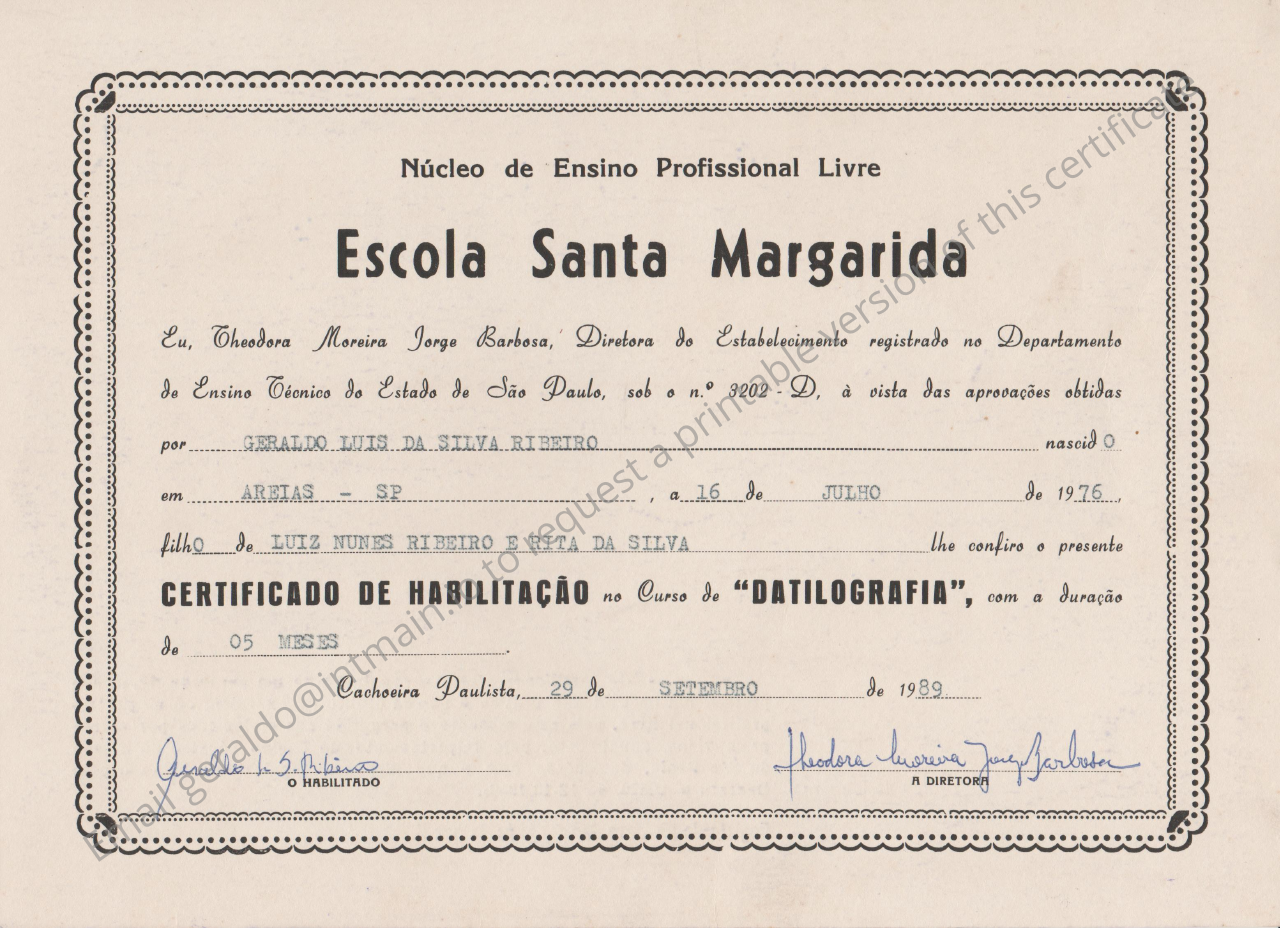 Núcleo de Ensino Profissional Livre
Escola Santa Margarida
Eu, Theodora Moreira Jorge Barbosa, Diretora do Estabelecimento registrado no Departamento
de Ensino Técnico do Estado de São Paulo, sob o n.º 3202 - D, à vista das aprovações obtidas
por GERALDO LUIS DA SILVA RIBEIRO nascidO
em AREIAS - SP , a 16 de JULHO de 1976,
filhO de LUIZ NUNES RIBEIRO E RITA DA SILVA lhe confiro o presente
CERTIFICADO DE HABILITAÇÃO no Curso de "DATILOGRAFIA", com a duração
de 05 MESES.
Cachoeira Paulista, 29 de SETEMBRO de 1989
Geraldo L. S. Ribeiro
O HABILITADO
Theodora Moreira Jorge Barbosa
A DIRETORA
Email geraldo@intmain.io to request a printable version of this certificate